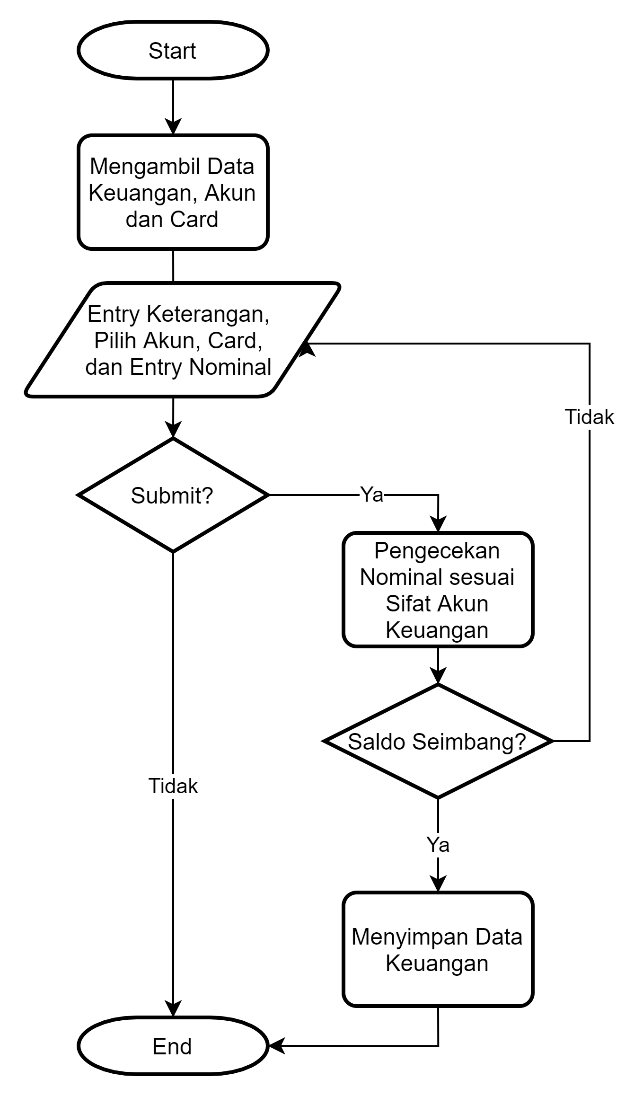 Start
Mengambil Data
Keuangan, Akun
dan Card
Entry Keterangan,
Pilih Akun, Card,
dan Entry Nominal
Tidak
Submit?
Ya
Pengecekan
Nominal sesuai
Sifat Akun
Keuangan
Saldo Seimbang?
Tidak
Ya
Menyimpan Data
Keuangan
End